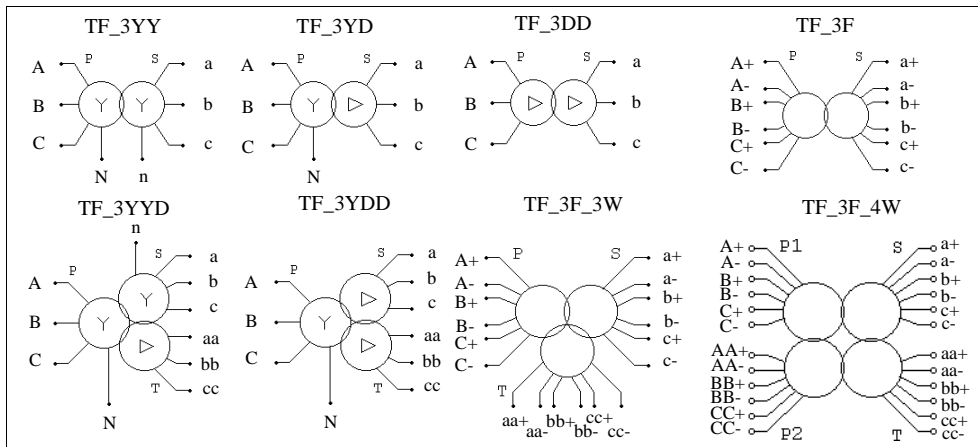 TF_3YY
P S
A a
Y Y
B b
C c
N n
TF_3YD
P S
A a
Y
B b
C c
N
TF_3DD
P S
A a
B b
C c
TF_3F
P S
A+ a+
A- a-
B+ b+
B- b-
C+ c+
C- c-
TF_3YYD
n
P S
A a
b
Y
c
B Y
aa
C bb
T cc
N
TF_3YDD
P S
A a
b
c
B Y
aa
C bb
T cc
N
TF_3F_3W
P S
A+ a+
A- a-
B+ b+
B- b-
C+ c+
C- c-
T
aa+ bb+ cc+
aa- bb- cc-
TF_3F_4W
P1 S
A+ a+
A- a-
B+ b+
B- b-
C+ c+
C- c-
AA+ aa+
AA- aa-
BB+ bb+
BB- bb-
CC+ cc+
CC- cc-
P2 T